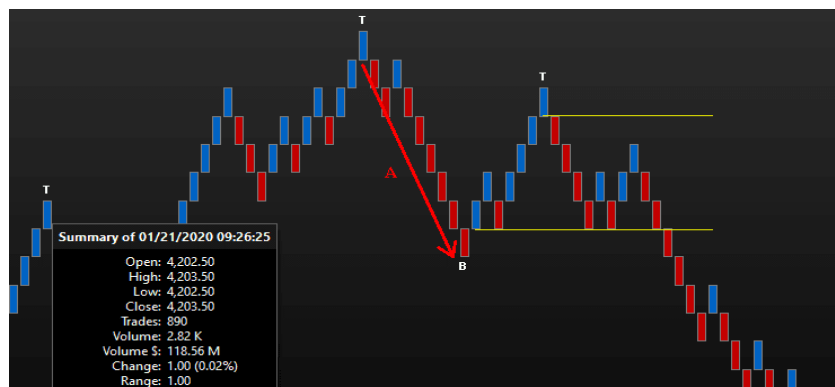 T
T
T
A
B
Summary of 01/21/2020 09:26:25
Open: 4,202.50
High: 4,203.50
Low: 4,202.50
Close: 4,203.50
Trades: 890
Volume: 2.82 K
Volume $: 118.56 M
Change: 1.00 (0.02%)
Range: 1.00